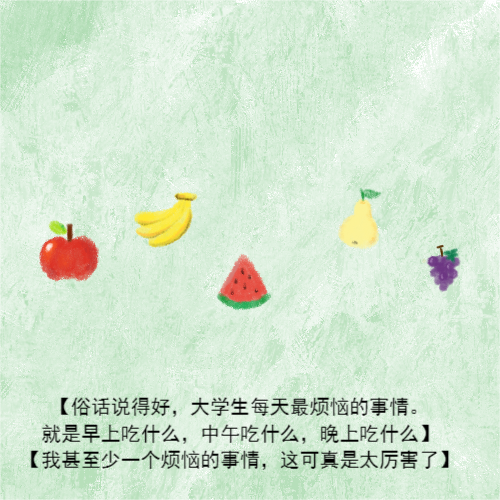 【俗话说得好，大学生每天最烦恼的事情。
就是早上吃什么，中午吃什么，晚上吃什么】
【我甚至少一个烦恼的事情，这可真是太厉害了】